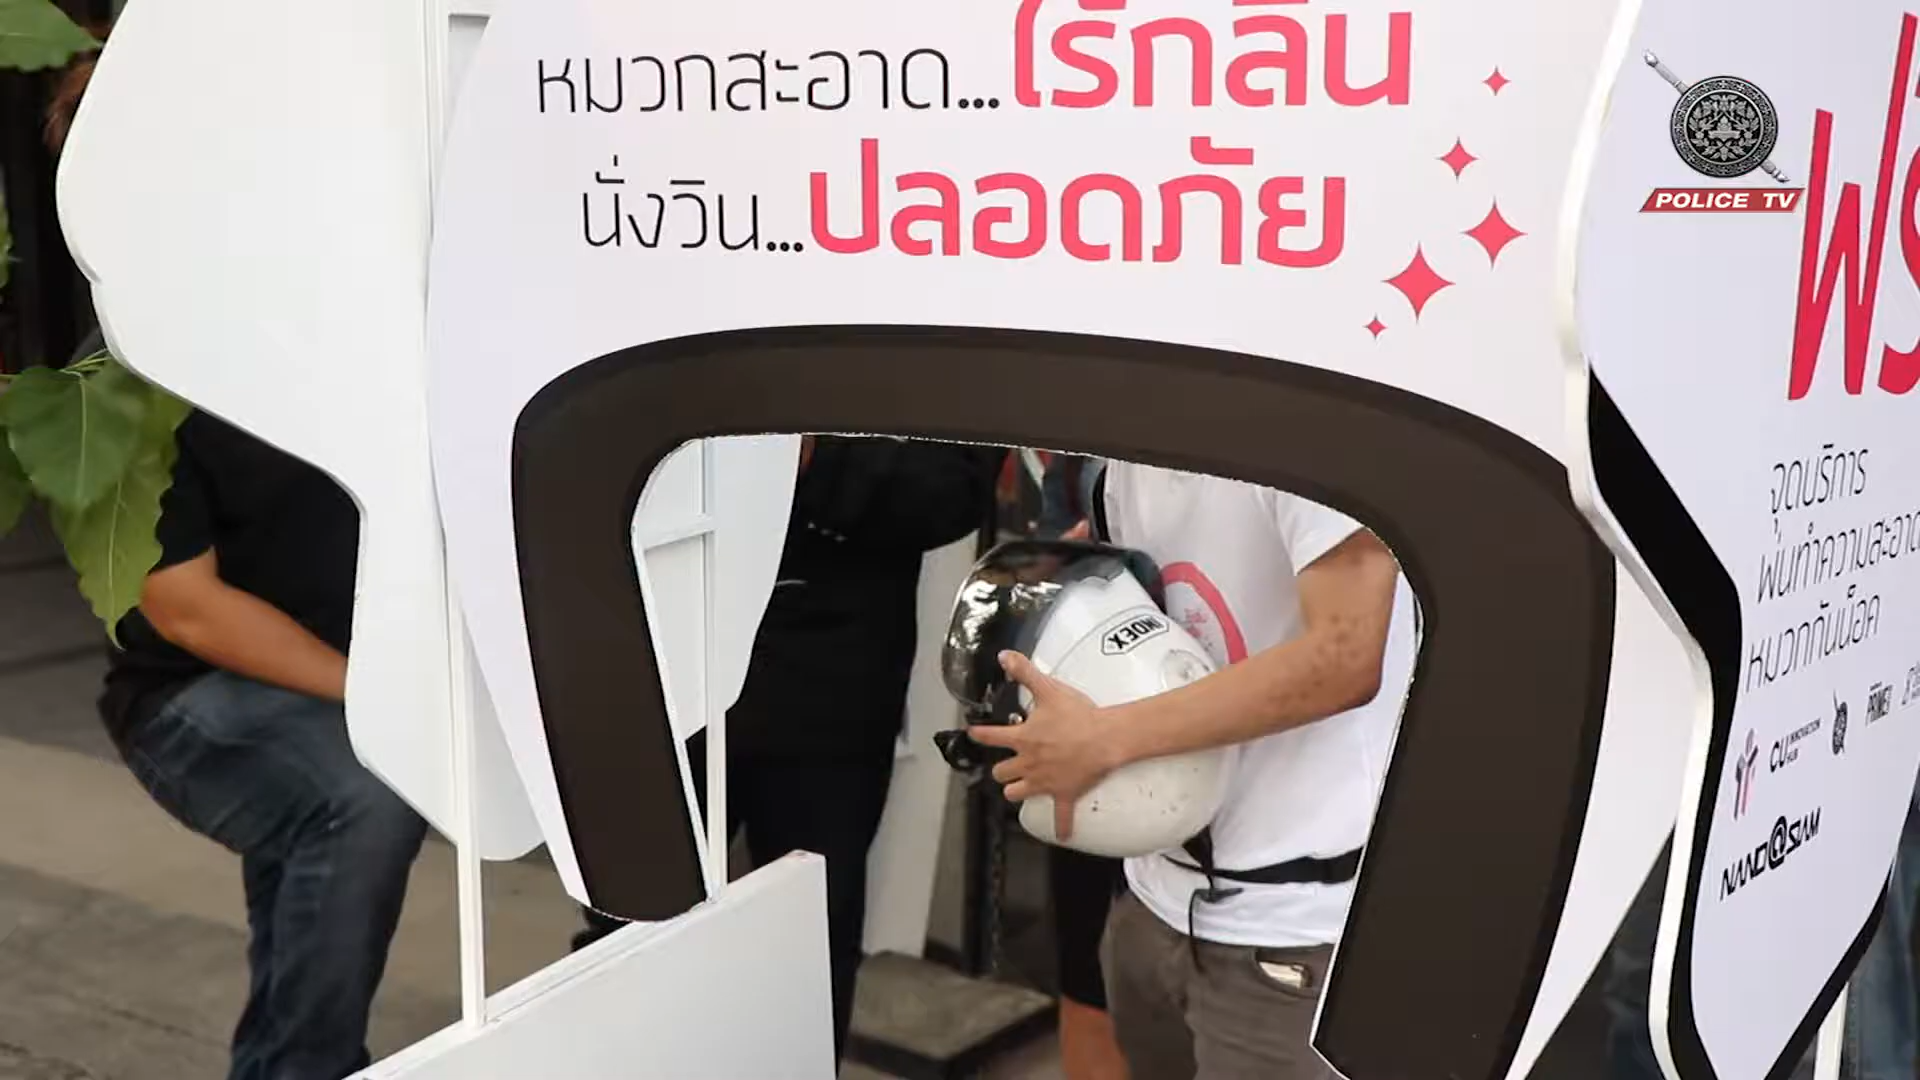 หมวกสะอาด...ไร้กลิ่น
นั่งวิน...ปลอดภัย
POLICE TV
ฟรี
จุดบริการ
พ่นทำความสะอาด
หมวกกันน็อค
CU INNOVATION HUB
NANO@SIAM
INDEX